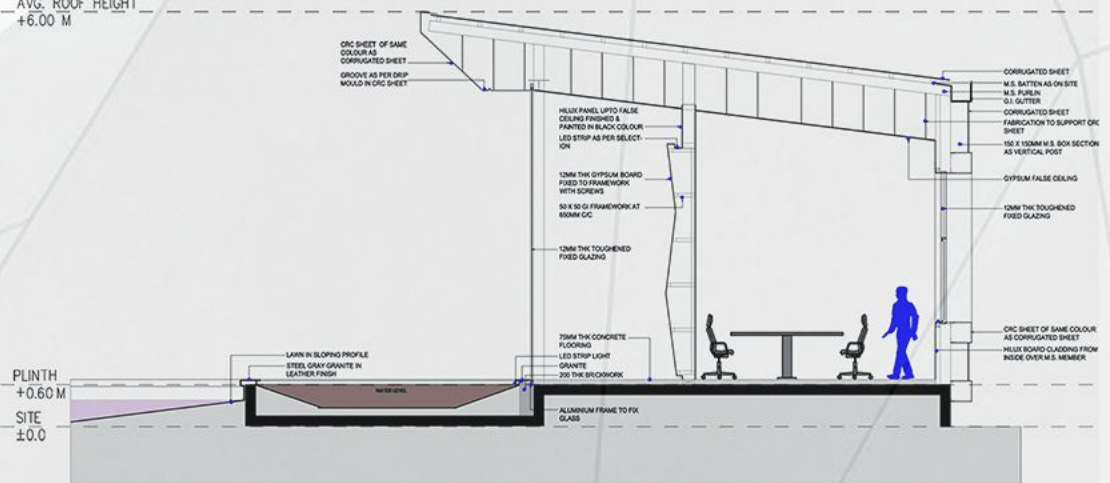 AVG. ROOF HEIGHT
+6.00 M
CRC SHEET OF SAME
COLOUR AS
CORRUGATED SHEET
GROOVE AS PER DRIP
MOULD IN CRC SHEET
HILUX PANEL UPTO FALSE
CEILING FINISHED &
PAINTED IN BLACK COLOUR
LED STRIP AS PER SELECT-
ION
12MM THK GYPSUM BOARD
FIXED TO FRAMEWORK
WITH SCREWS
50 X 50 GI FRAMEWORK AT
650MM C/C
12MM THK TOUGHENED
FIXED GLAZING
75MM THK CONCRETE
FLOORING
LED STRIP LIGHT
GRANITE
200 THK BRICKWORK
ALUMINIUM FRAME TO FIX
GLASS
CORRUGATED SHEET
M.S. BATTEN AS ON SITE
M.S. PURLIN
G.I. GUTTER
CORRUGATED SHEET
FABRICATION TO SUPPORT CRC
SHEET
150 X 150MM M.S. BOX SECTION
AS VERTICAL POST
GYPSUM FALSE CEILING
12MM THK TOUGHENED
FIXED GLAZING
CRC SHEET OF SAME COLOUR
AS CORRUGATED SHEET
HILUX BOARD CLADDING FROM
INSIDE OVER M.S. MEMBER
LAWN IN SLOPING PROFILE
STEEL GRAY GRANITE IN
LEATHER FINISH
WATER LEVEL
PLINTH
+0.60 M
SITE
±0.0